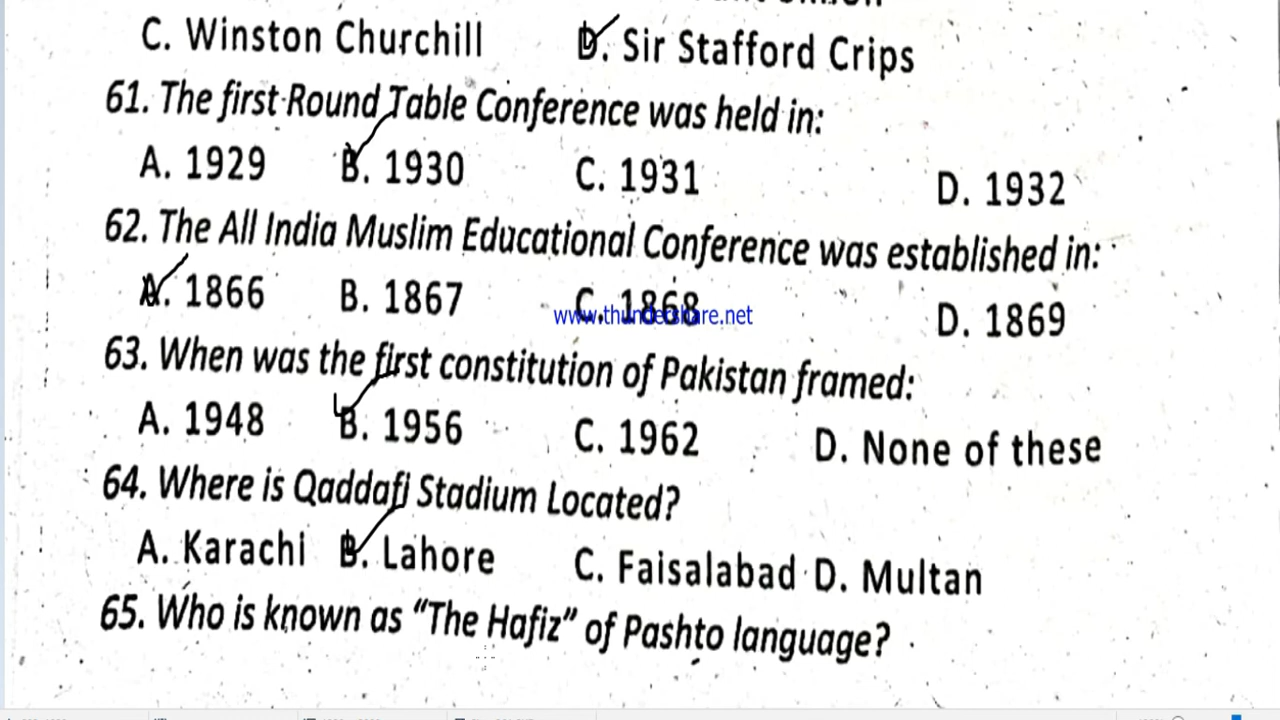 C. Winston Churchill D. Sir Stafford Crips
61. The first Round Table Conference was held in:
A. 1929 B. 1930 C. 1931 D. 1932
62. The All India Muslim Educational Conference was established in:
A. 1866 B. 1867 C. 1868 D. 1869
www.thundershare.net
63. When was the first constitution of Pakistan framed:
A. 1948 B. 1956 C. 1962 D. None of these
64. Where is Qaddafi Stadium Located?
A. Karachi B. Lahore C. Faisalabad D. Multan
65. Who is known as “The Hafiz” of Pashto language?